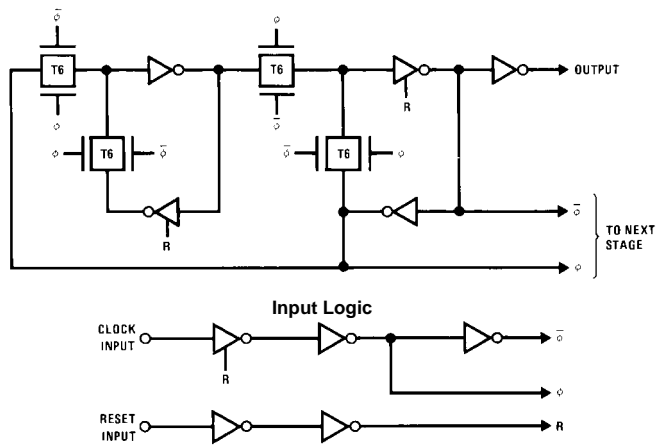 φ̄
φ
T6
T6
OUTPUT
φ
φ̄
R
φ
T6
φ̄
φ̄
T6
φ
R
φ̄
TO NEXT
STAGE
φ
Input Logic
CLOCK
INPUT
φ̄
R
φ
RESET
INPUT
R